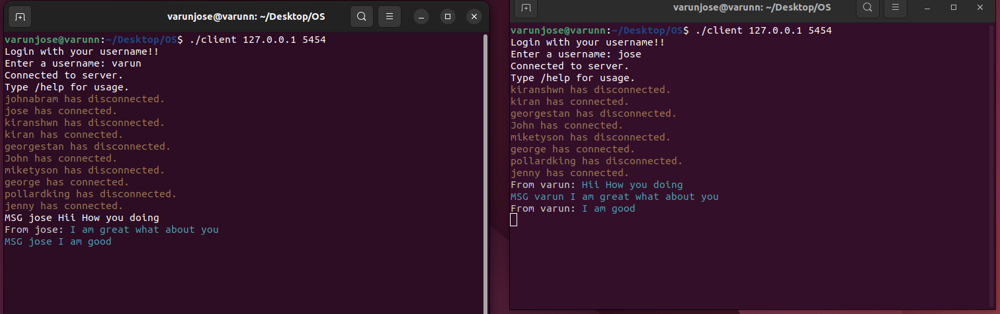 varunjose@varunn: ~/Desktop/OS
varunjose@varunn:~/Desktop/OS$ ./client 127.0.0.1 5454
Login with your username!!
Enter a username: varun
Connected to server.
Type /help for usage.
johnabram has disconnected.
jose has connected.
kiranshwn has disconnected.
kiran has connected.
georgestan has disconnected.
John has connected.
miketyson has disconnected.
george has connected.
pollardking has disconnected.
jenny has connected.
MSG jose Hii How you doing
From jose: I am great what about you
MSG jose I am good
varunjose@varunn: ~/Desktop/OS
varunjose@varunn:~/Desktop/OS$ ./client 127.0.0.1 5454
Login with your username!!
Enter a username: jose
Connected to server.
Type /help for usage.
kiranshwn has disconnected.
kiran has connected.
georgestan has disconnected.
John has connected.
miketyson has disconnected.
george has connected.
pollardking has disconnected.
jenny has connected.
From varun: Hii How you doing
MSG varun I am great what about you
From varun: I am good